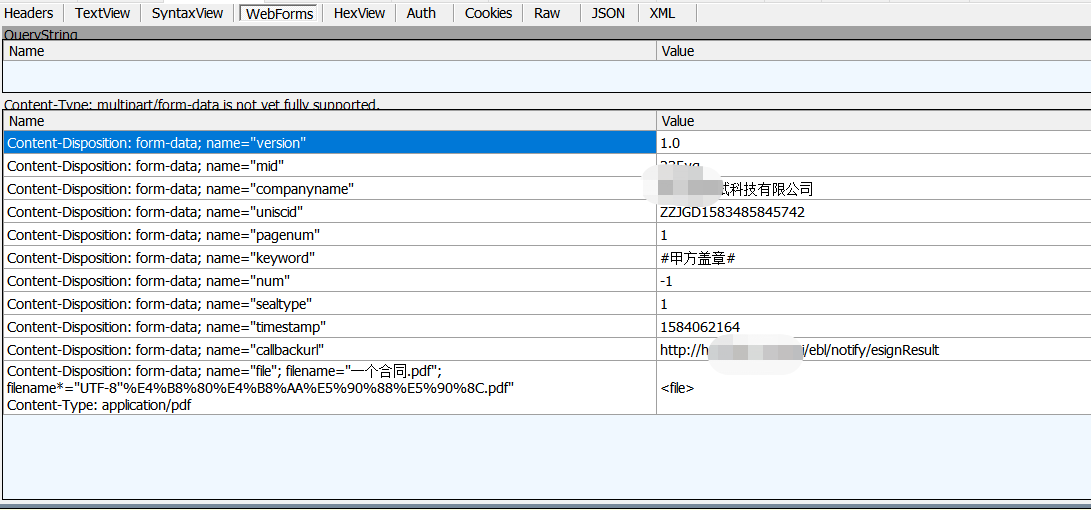 Headers TextView SyntaxView WebForms HexView Auth Cookies Raw JSON XML
QueryString
Name Value
Content-Type: multipart/form-data is not yet fully supported.
Name Value
Content-Disposition: form-data; name="version" 1.0
Content-Disposition: form-data; name="mid"
Content-Disposition: form-data; name="companyname" 科技有限公司
Content-Disposition: form-data; name="uniscid" ZZJGD1583485845742
Content-Disposition: form-data; name="pagenum" 1
Content-Disposition: form-data; name="keyword" #甲方盖章#
Content-Disposition: form-data; name="num" -1
Content-Disposition: form-data; name="sealtype" 1
Content-Disposition: form-data; name="timestamp" 1584062164
Content-Disposition: form-data; name="callbackurl" http://h i/ebl/notify/esignResult
Content-Disposition: form-data; name="file"; filename="一个合同.pdf";
filename*="UTF-8"%E4%B8%80%E4%B8%AA%E5%90%88%E5%90%8C.pdf" <file>
Content-Type: application/pdf